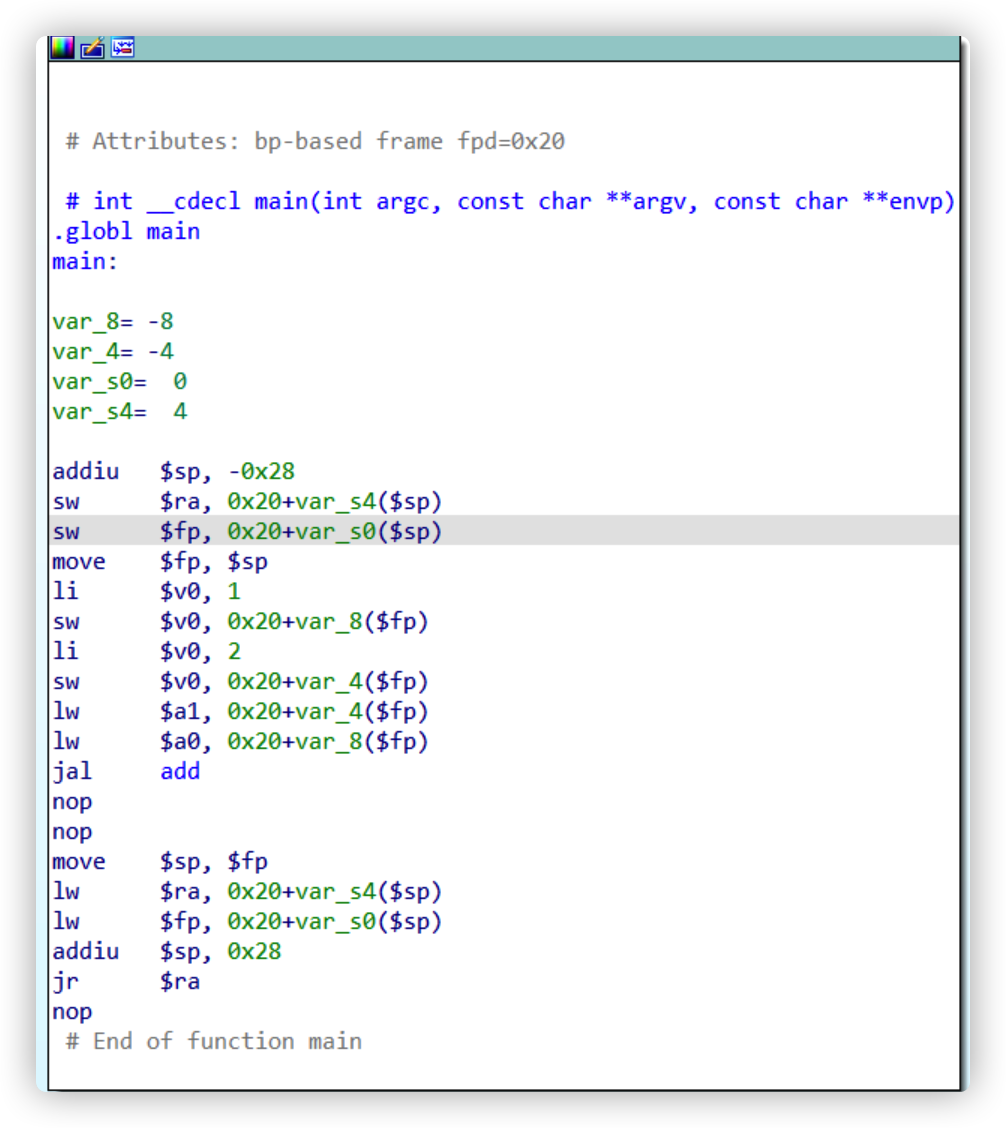 # Attributes: bp-based frame fpd=0x20
# int __cdecl main(int argc, const char **argv, const char **envp)
.globl main
main:
var_8= -8
var_4= -4
var_s0=  0
var_s4=  4
addiu   $sp, -0x28
sw      $ra, 0x20+var_s4($sp)
sw      $fp, 0x20+var_s0($sp)
move    $fp, $sp
li      $v0, 1
sw      $v0, 0x20+var_8($fp)
li      $v0, 2
sw      $v0, 0x20+var_4($fp)
lw      $a1, 0x20+var_4($fp)
lw      $a0, 0x20+var_8($fp)
jal     add
nop
nop
move    $sp, $fp
lw      $ra, 0x20+var_s4($sp)
lw      $fp, 0x20+var_s0($sp)
addiu   $sp, 0x28
jr      $ra
nop
# End of function main